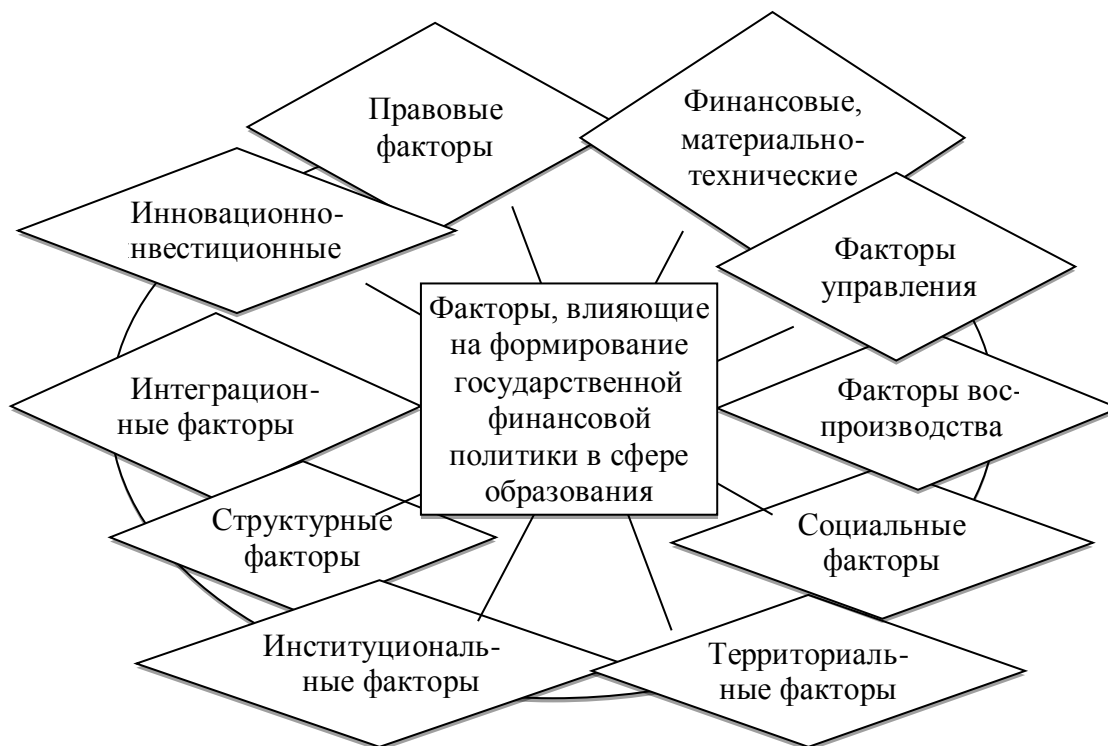 Правовые
факторы
Финансовые,
материально-
технические
Инновационно-
нвестиционные
Факторы
управления
Факторы, влияющие
на формирование
государственной
финансовой
политики в сфере
образования
Интеграцион-
ные факторы
Факторы вос-
производства
Структурные
факторы
Социальные
факторы
Институциональ-
ные факторы
Территориаль-
ные факторы